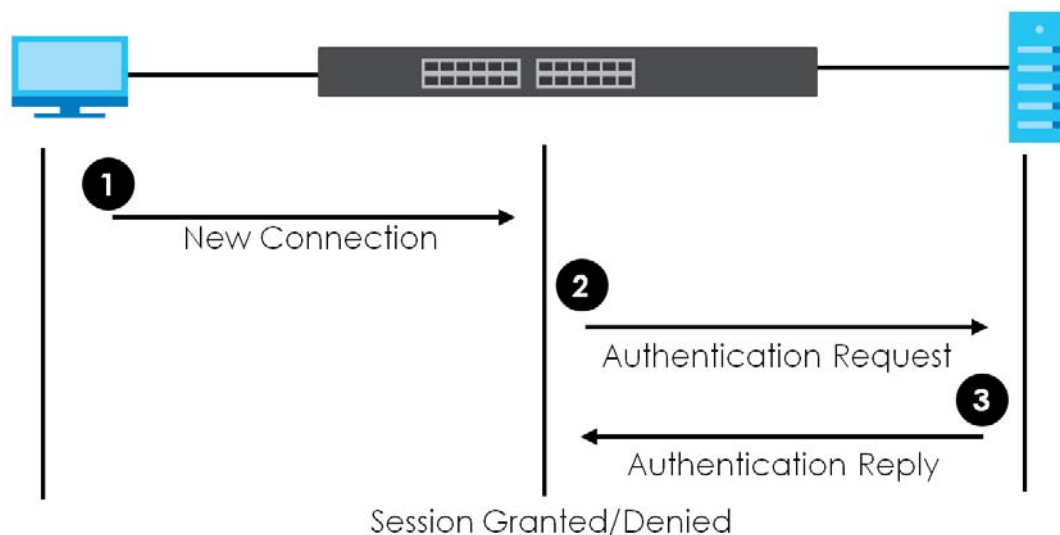 1
New Connection
2
Authentication Request
3
Authentication Reply
Session Granted/Denied